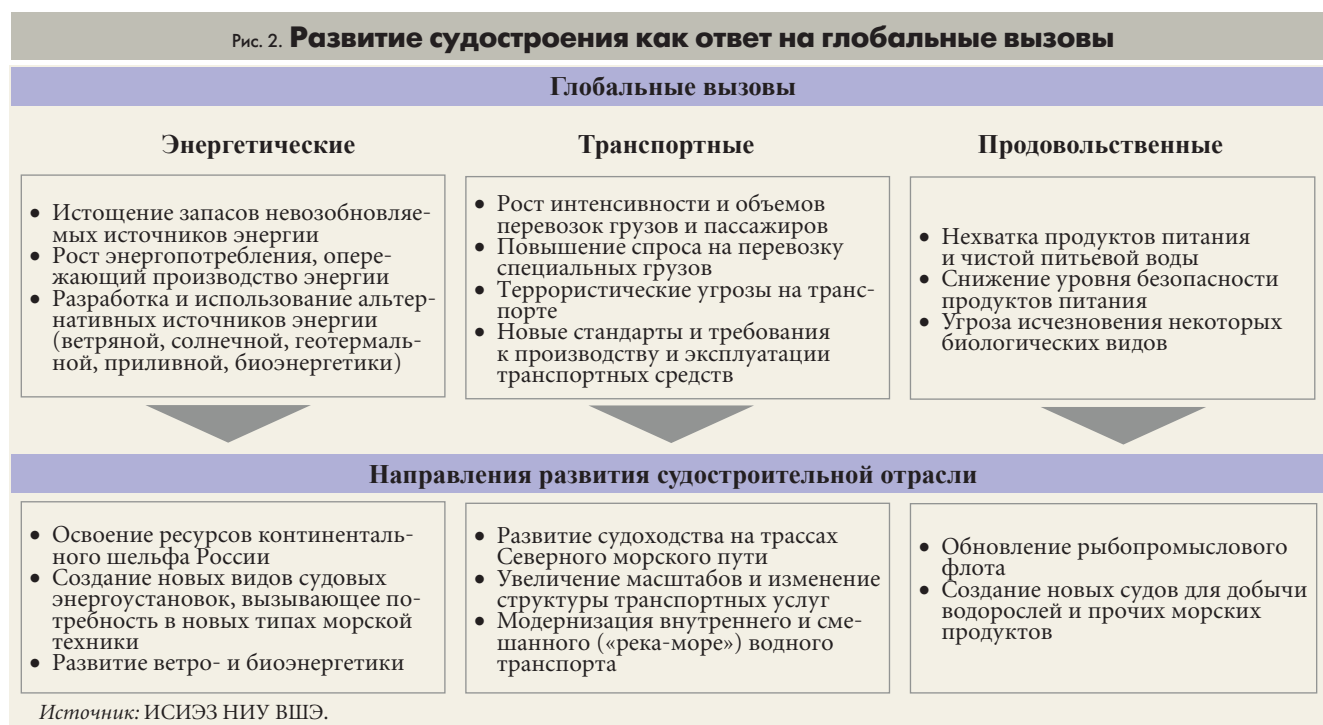 Рис. 2. Развитие судостроения как ответ на глобальные вызовы
Глобальные вызовы
Энергетические
• Истощение запасов невозобновляе-
мых источников энергии
• Рост энергопотребления, опере-
жающий производство энергии
• Разработка и использование альтер-
нативных источников энергии
(ветряной, солнечной, геотермаль-
ной, приливной, биоэнергетики)
Транспортные
• Рост интенсивности и объемов
перевозок грузов и пассажиров
• Повышение спроса на перевозку
специальных грузов
• Террористические угрозы на транс-
порте
• Новые стандарты и требования
к производству и эксплуатации
транспортных средств
Продовольственные
• Нехватка продуктов питания
и чистой питьевой воды
• Снижение уровня безопасности
продуктов питания
• Угроза исчезновения некоторых
биологических видов
Направления развития судостроительной отрасли
• Освоение ресурсов континенталь-
ного шельфа России
• Создание новых видов судовых
энергоустановок, вызывающее по-
требность в новых типах морской
техники
• Развитие ветро- и биоэнергетики
• Развитие судоходства на трассах
Северного морского пути
• Увеличение масштабов и изменение
структуры транспортных услуг
• Модернизация внутреннего и сме-
шанного («река-море») водного
транспорта
• Обновление рыбопромыслового
флота
• Создание новых судов для добычи
водорослей и прочих морских
продуктов
Источник: ИСИЭЗ НИУ ВШЭ.